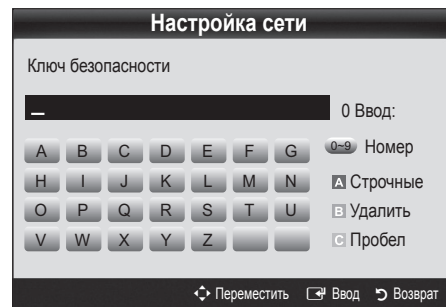 Настройка сети
Ключ безопасности
_ 0 Ввод:
A B C D E F G 0~9 Номер
H I J K L M N A Строчные
O P Q R S T U B Удалить
V W X Y Z C Пробел
Переместить Ввод Возврат